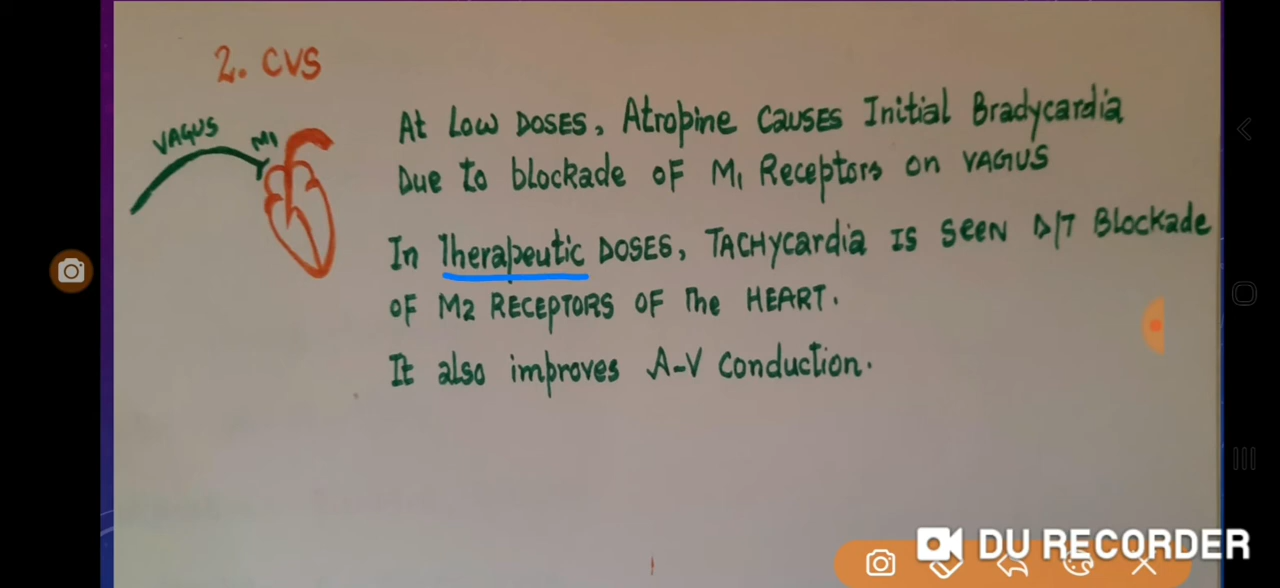 2. CVS
VAGUS
M1
At Low DOSES, Atropine CAUSES Initial Bradycardia
Due to blockade OF M1 Receptors on VAGUS
In Therapeutic DOSES, TACHycardia IS SEEN D/T Blockade
OF M2 RECEPTORS OF The HEART.
It also improves A-V Conduction.
DU RECORDER